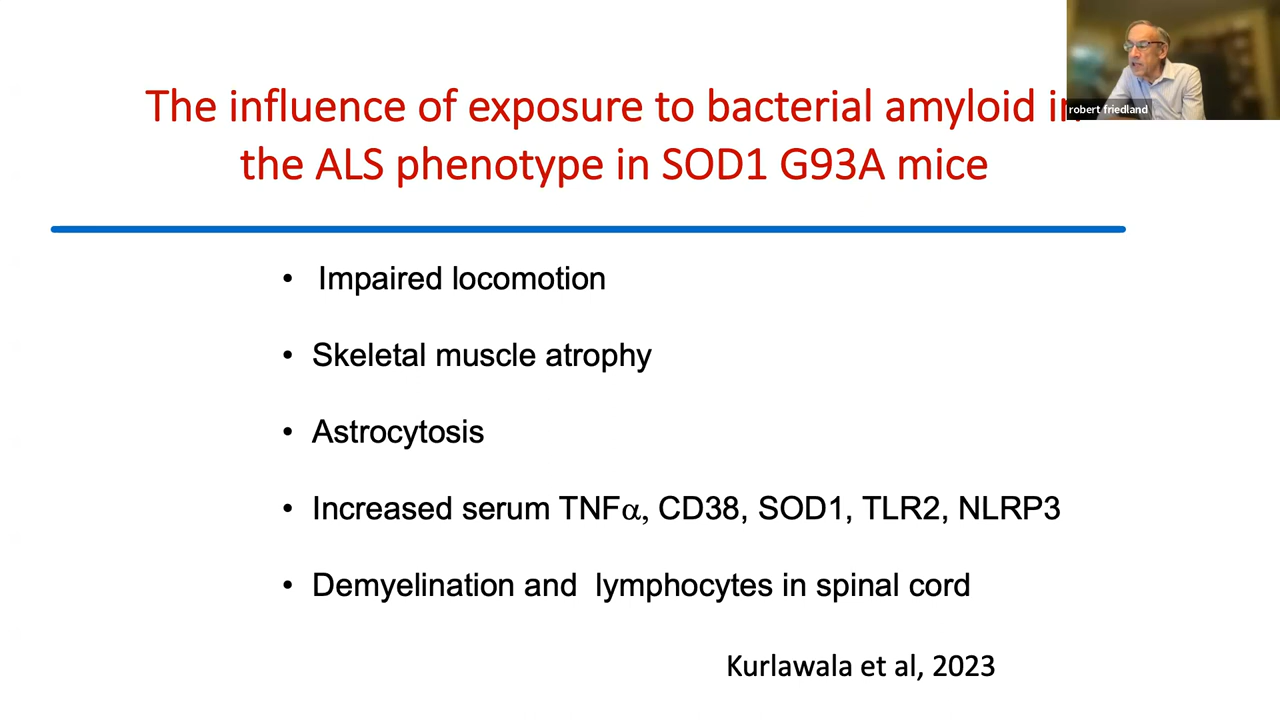 The influence of exposure to bacterial amyloid in
the ALS phenotype in SOD1 G93A mice
robert friedland
• Impaired locomotion
• Skeletal muscle atrophy
• Astrocytosis
• Increased serum TNFα, CD38, SOD1, TLR2, NLRP3
• Demyelination and lymphocytes in spinal cord
Kurlawala et al, 2023